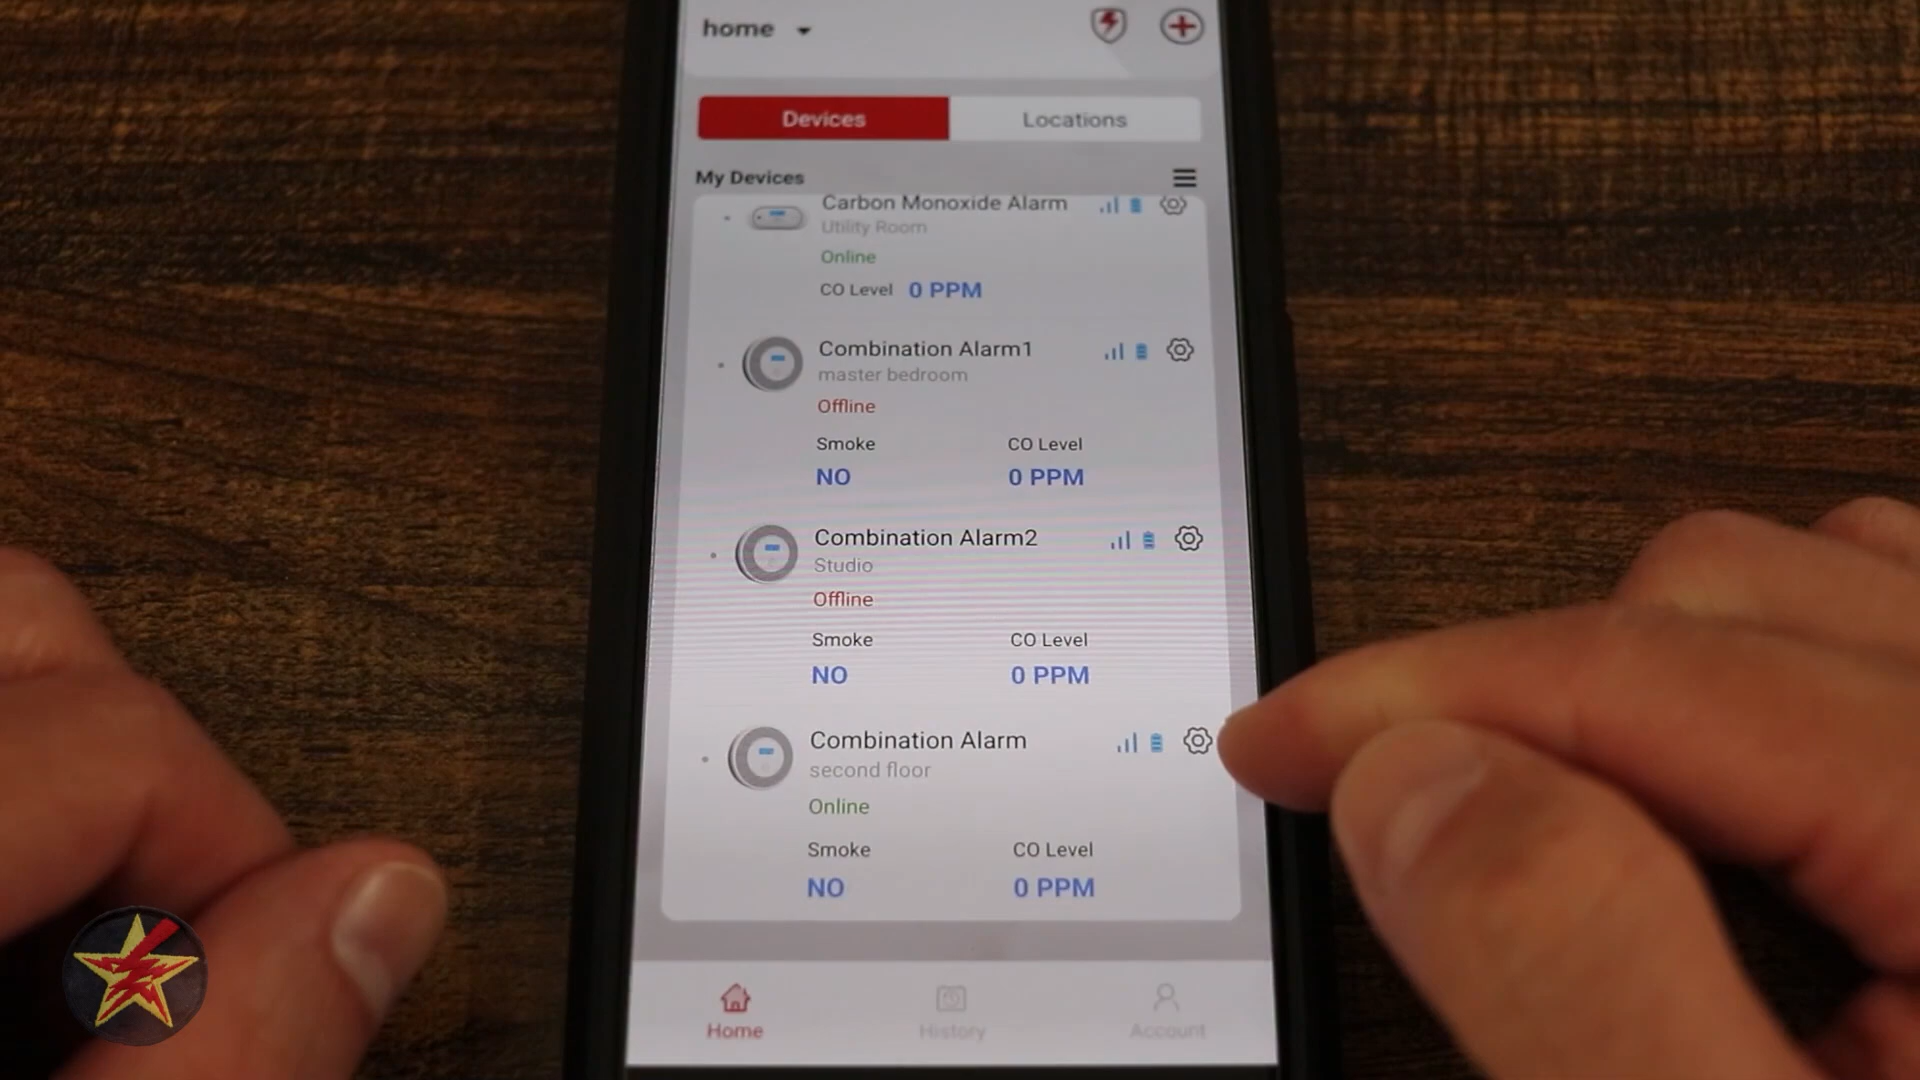 home
Devices Locations
My Devices
Carbon Monoxide Alarm
Utility Room
Online
CO Level 0 PPM
Combination Alarm1
master bedroom
Offline
Smoke CO Level
NO 0 PPM
Combination Alarm2
Studio
Offline
Smoke CO Level
NO 0 PPM
Combination Alarm
second floor
Online
Smoke CO Level
NO 0 PPM
Home History Account